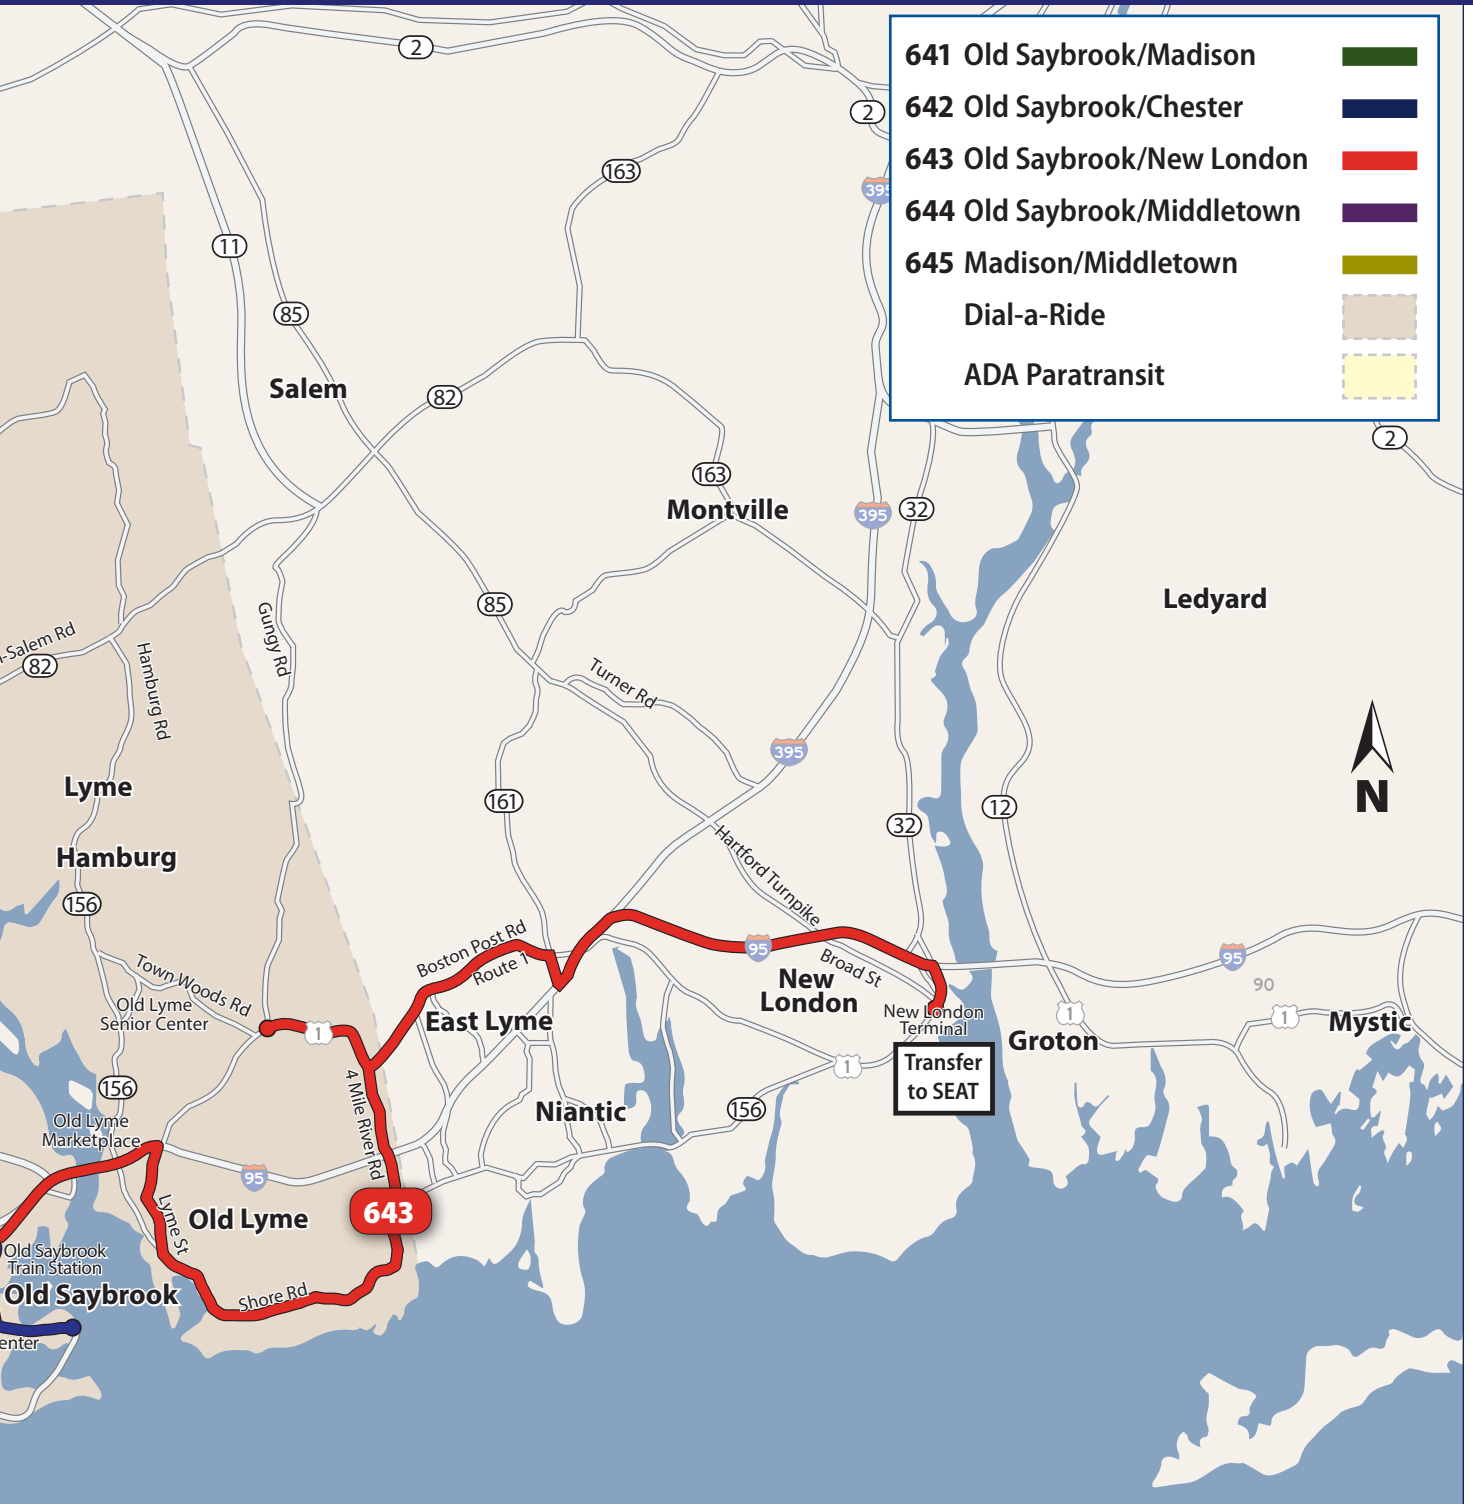 641 Old Saybrook/Madison
642 Old Saybrook/Chester
643 Old Saybrook/New London
644 Old Saybrook/Middletown
645 Madison/Middletown
Dial-a-Ride
ADA Paratransit
2
2
163
395
11
85
Salem
82
2
163
Montville
395
32
Ledyard
85
Gungy Rd
-Salem Rd
82
Hamburg Rd
Turner Rd
395
N
Lyme
161
12
32
Hamburg
Hartford Turnpike
156
Boston Post Rd
Route 1
95
95
Broad St
Town Woods Rd
New
London
90
Old Lyme
Senior Center
New London
Terminal
1
East Lyme
1
1
Mystic
Groton
Transfer
to SEAT
1
4 Mile River Rd
156
Niantic
156
Old Lyme
Marketplace
95
643
Old Lyme
Lyme St
Old Saybrook
Train Station
Old Saybrook
Shore Rd
enter